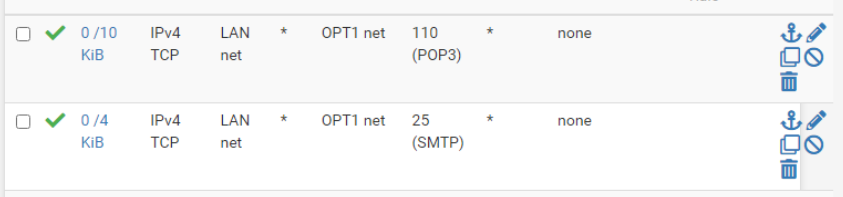 0 /10 IPv4 LAN * OPT1 net 110 * none
KiB TCP net (POP3)
0 /4 IPv4 LAN * OPT1 net 25 * none
KiB TCP net (SMTP)